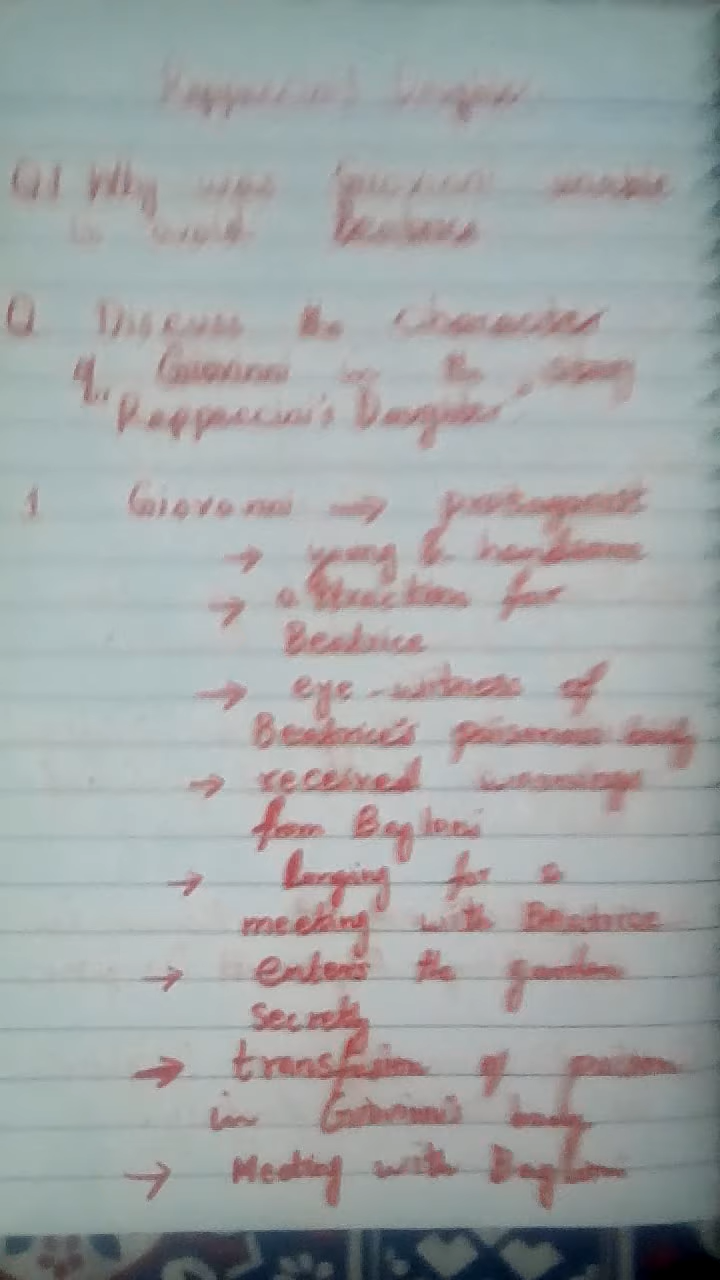 Rappaccini's Daughter
Q1 Why was Giovanni unable
to avoid Beatrice
Q Discuss the character
of Giovanni in the story
"Rappaccini's Daughter"
1 Giovanni → protagonist
→ young & handsome
→ attraction for
Beatrice
→ eye-witness of
Beatrice's poisonous body
→ received warnings
from Baglioni
→ longing for a
meeting with Beatrice
→ enters the garden
secretly
→ transfusion of poison
in Giovanni's body
→ Meeting with Baglioni